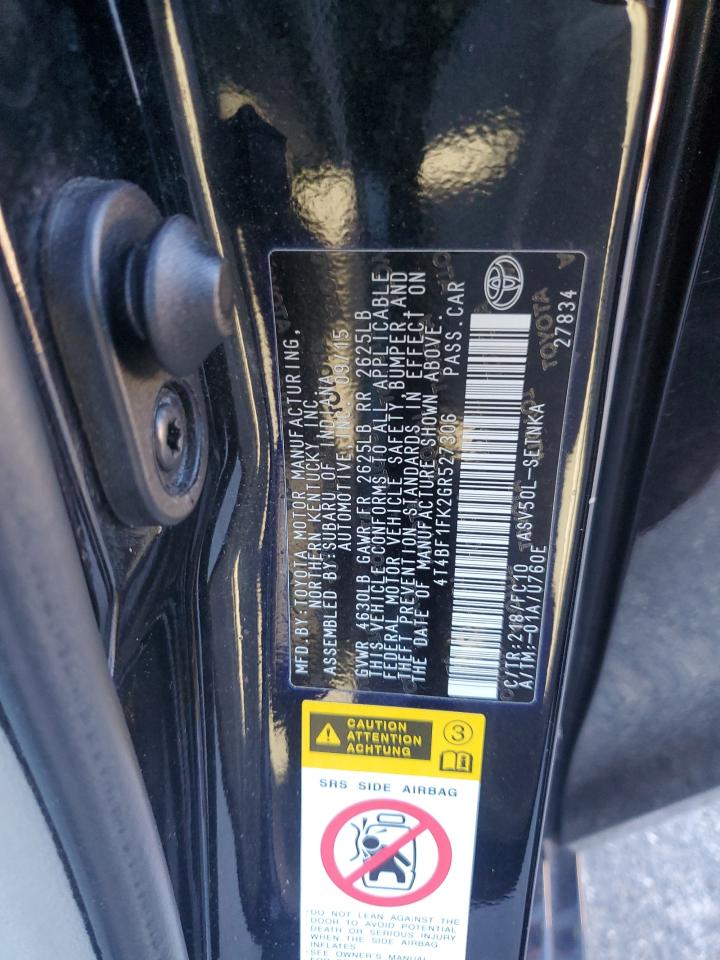 MFD.BY:TOYOTA MOTOR MANUFACTURING,
NORTHERN KENTUCKY, INC.
ASSEMBLED BY:SUBARU OF INDIANA
AUTOMOTIVE, INC. 09/15
GVWR 4630LB GAWR FR 2625LB RR 2625LB
THIS VEHICLE CONFORMS TO ALL APPLICABLE
FEDERAL MOTOR VEHICLE SAFETY, BUMPER, AND
THEFT PREVENTION STANDARDS IN EFFECT ON
THE DATE OF MANUFACTURE SHOWN ABOVE.
4T4BF1FK2GR527306 PASS.CAR
C/TR:218/FC10 ASV50L-SETNKA
A/TM:-01A/U760E
TOYOTA
27834
CAUTION
ATTENTION
ACHTUNG
3
SRS SIDE AIRBAG
·DO NOT LEAN AGAINST THE
DOOR TO AVOID POTENTIAL
DEATH OR SERIOUS INJURY
WHEN THE SIDE AIRBAG
INFLATES.
·SEE OWNER'S MANUAL